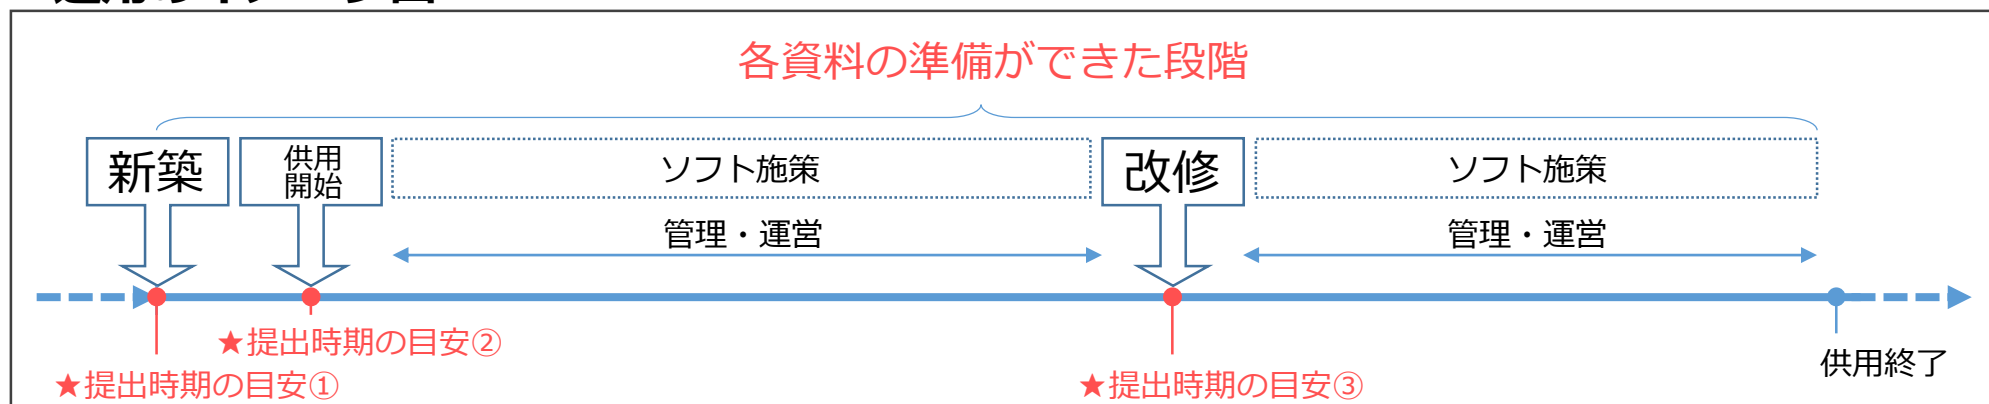 各資料の準備ができた段階
新築
供用
開始
ソフト施策
改修
ソフト施策
管理・運営
管理・運営
★提出時期の目安②
★提出時期の目安①
★提出時期の目安③
供用終了